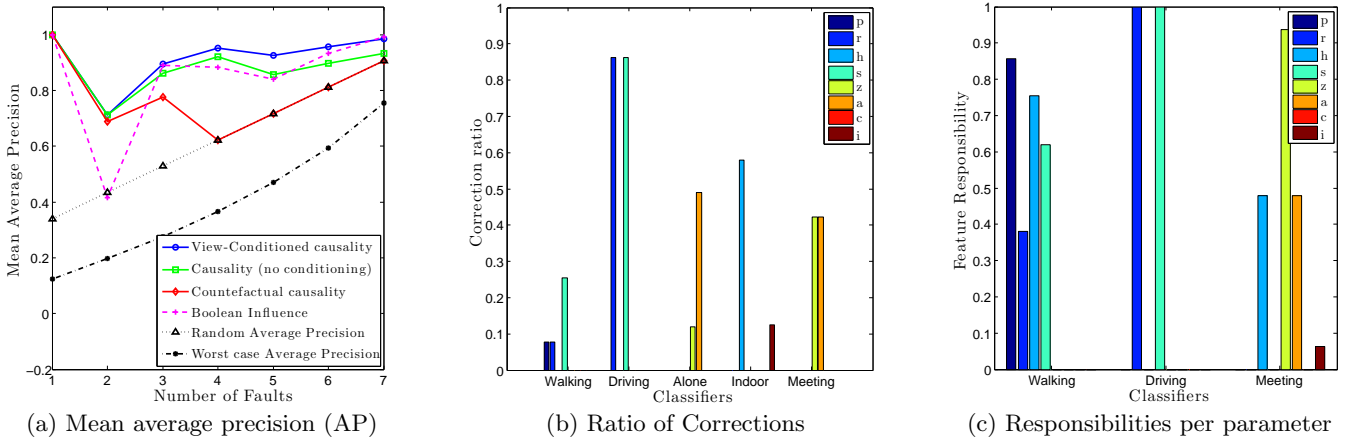 1
0.8
0.6
0.4
0.2
0
−0.2
Mean Average Precision
1 2 3 4 5 6 7
Number of Faults
View-Conditioned causality
Causality (no conditioning)
Countefactual causality
Boolean Influence
Random Average Precision
Worst case Average Precision
(a) Mean average precision (AP)
1
0.9
0.8
0.7
0.6
0.5
0.4
0.3
0.2
0.1
0
Correction ratio
Walking Driving Alone Indoor Meeting
Classifiers
p
r
h
s
z
a
c
i
(b) Ratio of Corrections
1
0.9
0.8
0.7
0.6
0.5
0.4
0.3
0.2
0.1
0
Feature Responsibility
Walking Driving Meeting
Classifiers
p
r
h
s
z
a
c
i
(c) Responsibilities per parameter